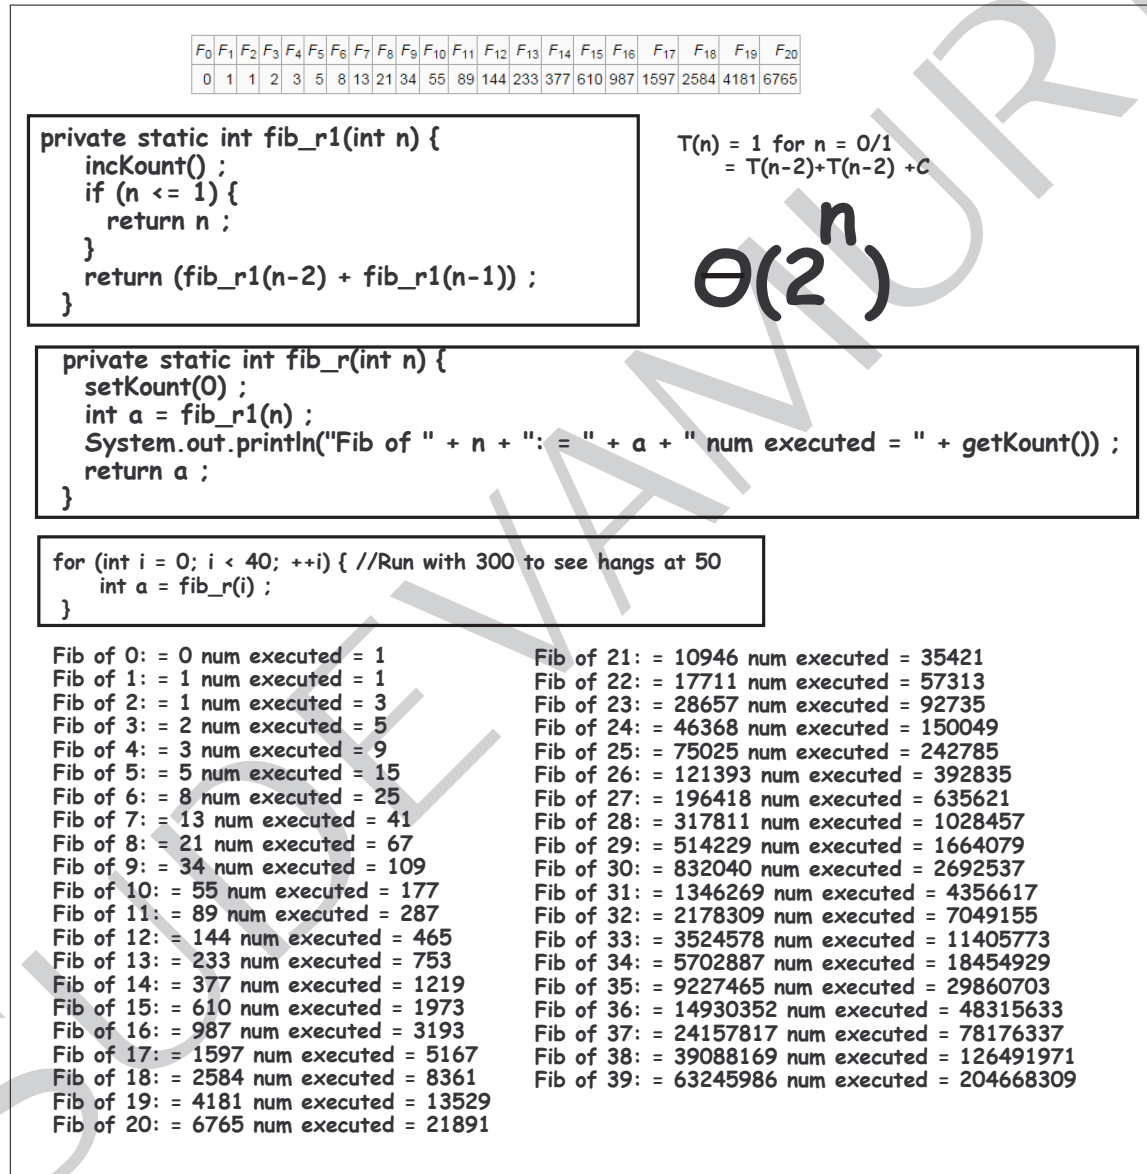 F0 F1 F2 F3 F4 F5 F6 F7 F8 F9 F10 F11 F12 F13 F14 F15 F16 F17 F18 F19 F20
0 1 1 2 3 5 8 13 21 34 55 89 144 233 377 610 987 1597 2584 4181 6765
private static int fib_r1(int n) {
incKount() ;
if (n <= 1) {
return n ;
}
return (fib_r1(n-2) + fib_r1(n-1)) ;
}
T(n) = 1 for n = 0/1
= T(n-2)+T(n-2) +C
Θ(2^n)
private static int fib_r(int n) {
setKount(0) ;
int a = fib_r1(n) ;
System.out.println("Fib of " + n + ": = " + a + " num executed = " + getKount()) ;
return a ;
}
for (int i = 0; i < 40; ++i) { //Run with 300 to see hangs at 50
int a = fib_r(i) ;
}
Fib of 0: = 0 num executed = 1
Fib of 1: = 1 num executed = 1
Fib of 2: = 1 num executed = 3
Fib of 3: = 2 num executed = 5
Fib of 4: = 3 num executed = 9
Fib of 5: = 5 num executed = 15
Fib of 6: = 8 num executed = 25
Fib of 7: = 13 num executed = 41
Fib of 8: = 21 num executed = 67
Fib of 9: = 34 num executed = 109
Fib of 10: = 55 num executed = 177
Fib of 11: = 89 num executed = 287
Fib of 12: = 144 num executed = 465
Fib of 13: = 233 num executed = 753
Fib of 14: = 377 num executed = 1219
Fib of 15: = 610 num executed = 1973
Fib of 16: = 987 num executed = 3193
Fib of 17: = 1597 num executed = 5167
Fib of 18: = 2584 num executed = 8361
Fib of 19: = 4181 num executed = 13529
Fib of 20: = 6765 num executed = 21891
Fib of 21: = 10946 num executed = 35421
Fib of 22: = 17711 num executed = 57313
Fib of 23: = 28657 num executed = 92735
Fib of 24: = 46368 num executed = 150049
Fib of 25: = 75025 num executed = 242785
Fib of 26: = 121393 num executed = 392835
Fib of 27: = 196418 num executed = 635621
Fib of 28: = 317811 num executed = 1028457
Fib of 29: = 514229 num executed = 1664079
Fib of 30: = 832040 num executed = 2692537
Fib of 31: = 1346269 num executed = 4356617
Fib of 32: = 2178309 num executed = 7049155
Fib of 33: = 3524578 num executed = 11405773
Fib of 34: = 5702887 num executed = 18454929
Fib of 35: = 9227465 num executed = 29860703
Fib of 36: = 14930352 num executed = 48315633
Fib of 37: = 24157817 num executed = 78176337
Fib of 38: = 39088169 num executed = 126491971
Fib of 39: = 63245986 num executed = 204668309
SUDEVAMUR